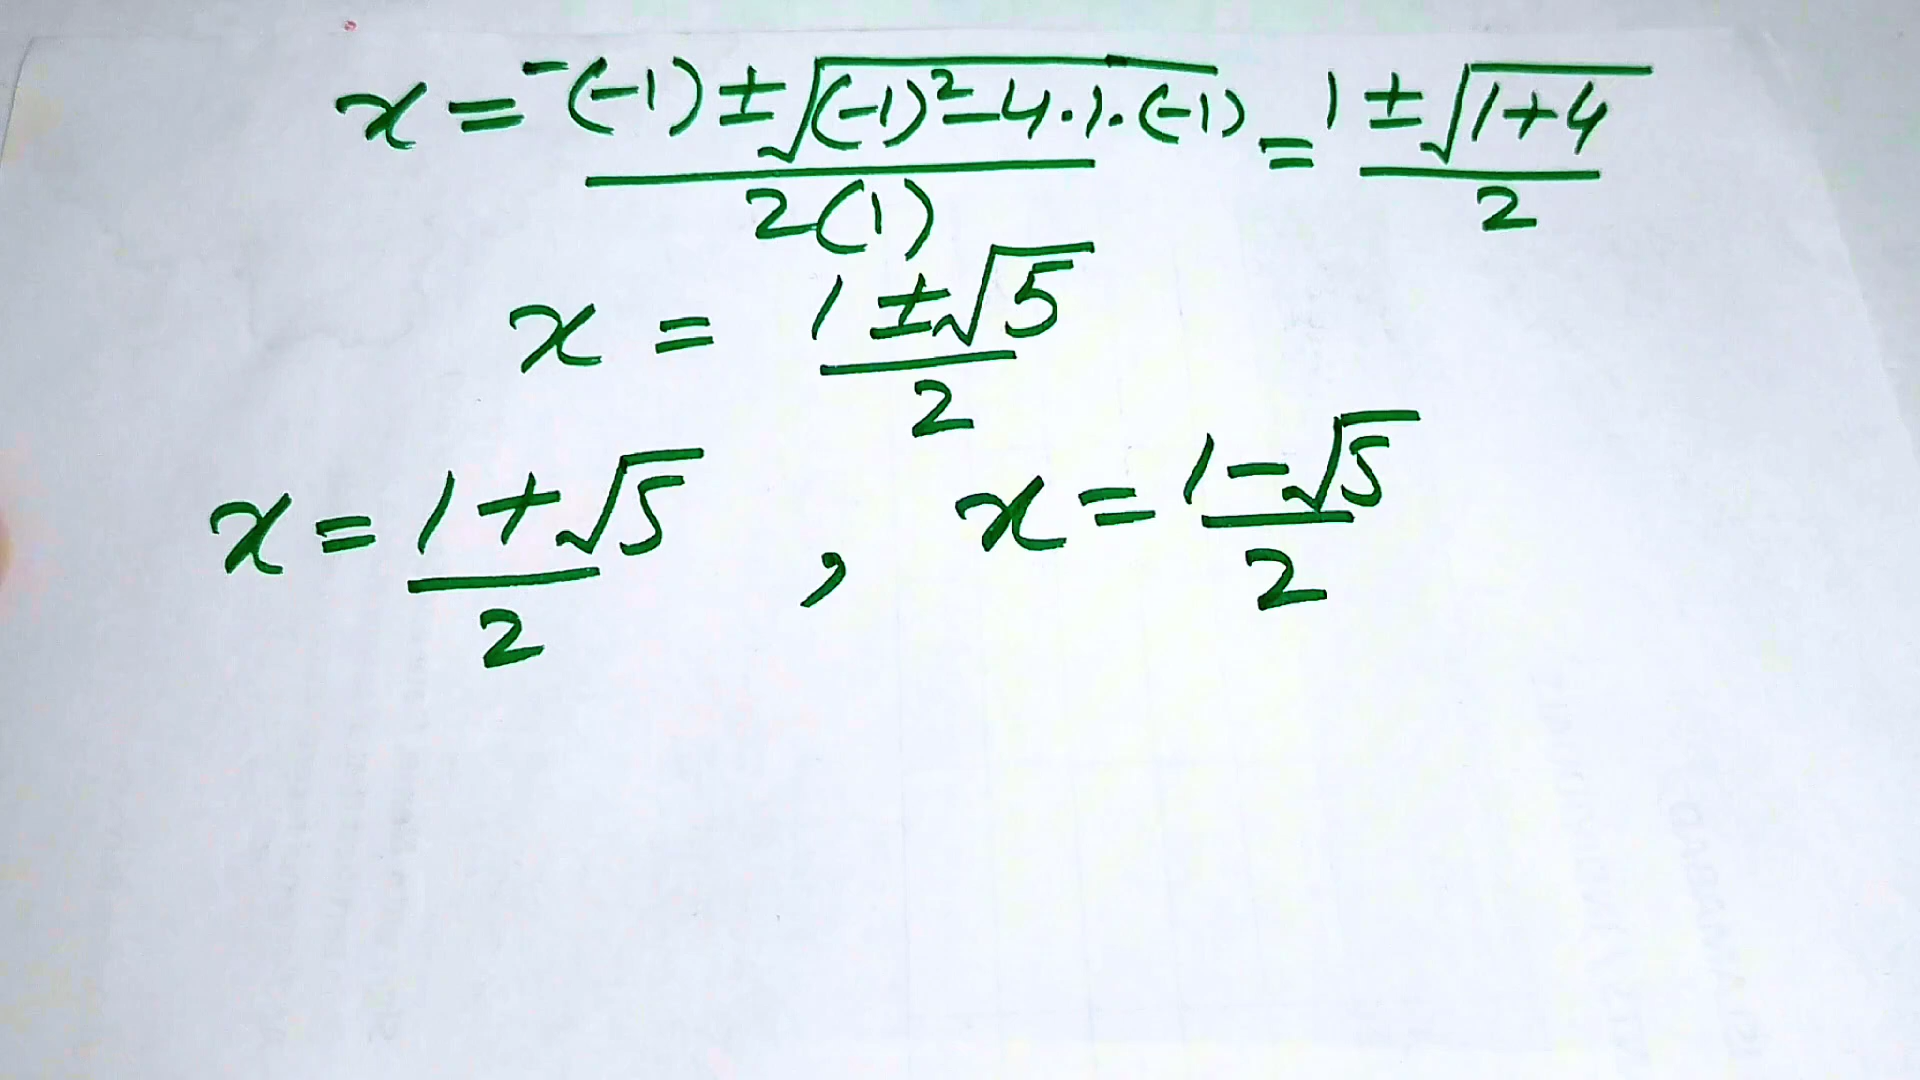 x = -(-1) ± √((-1)² - 4·1·(-1)) / 2(1) = 1 ± √(1+4) / 2
x = 1 ± √5 / 2
x = 1 + √5 / 2 , x = 1 - √5 / 2